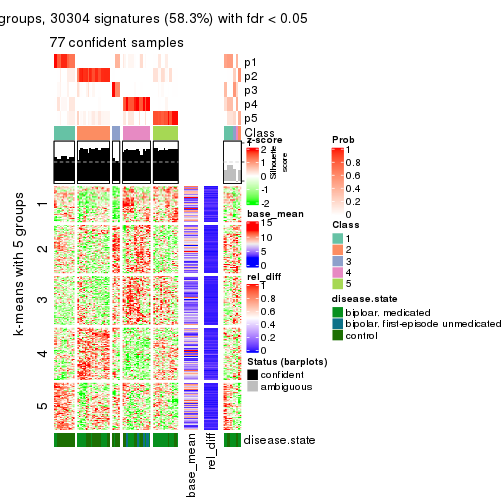 groups, 30304 signatures (58.3%) with fdr < 0.05
77 confident samples
p1
p2
p3
p4
p5
Class
z-score
2
1
0
-1
-2
Silhouette
score
Prob
1
0.8
0.6
0.4
0.2
0
base_mean
15
10
5
0
Class
1
2
3
4
5
rel_diff
1
0.8
0.6
0.4
0.2
0
disease.state
bipolar. medicated
bipolar. first-episode unmedicated
control
Status (barplots)
confident
ambiguous
k-means with 5 groups
1
2
3
4
5
disease.state
base_mean
rel_diff